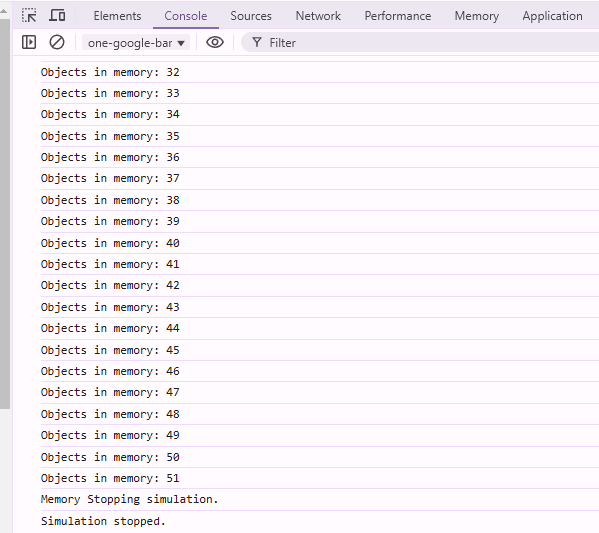 Elements Console Sources Network Performance Memory Application
one-google-bar Filter
Objects in memory: 32
Objects in memory: 33
Objects in memory: 34
Objects in memory: 35
Objects in memory: 36
Objects in memory: 37
Objects in memory: 38
Objects in memory: 39
Objects in memory: 40
Objects in memory: 41
Objects in memory: 42
Objects in memory: 43
Objects in memory: 44
Objects in memory: 45
Objects in memory: 46
Objects in memory: 47
Objects in memory: 48
Objects in memory: 49
Objects in memory: 50
Objects in memory: 51
Memory Stopping simulation.
Simulation stopped.